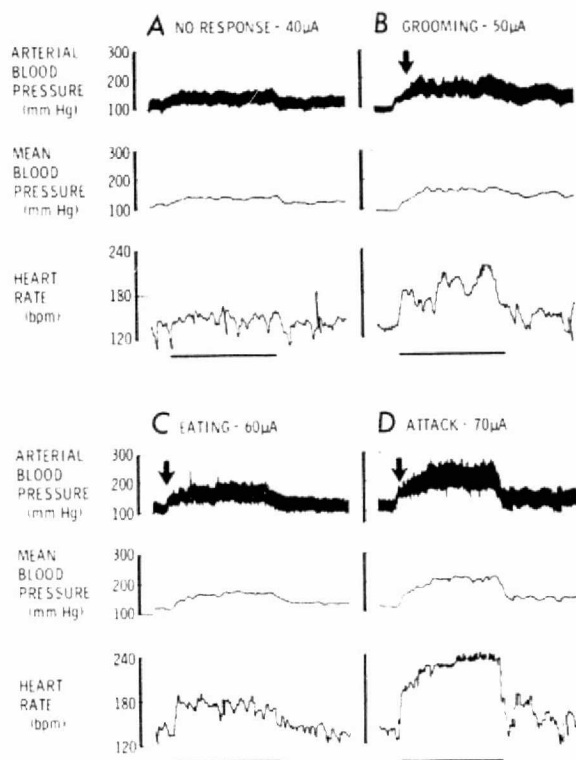 A NO RESPONSE - 40μA
B GROOMING - 50μA
ARTERIAL
BLOOD
PRESSURE
(mm Hg)
300
200
100
MEAN
BLOOD
PRESSURE
(mm Hg)
300
200
100
HEART
RATE
(bpm)
240
180
120
C EATING - 60μA
D ATTACK - 70μA
ARTERIAL
BLOOD
PRESSURE
(mm Hg)
300
200
100
MEAN
BLOOD
PRESSURE
(mm Hg)
300
200
100
HEART
RATE
(bpm)
240
180
120